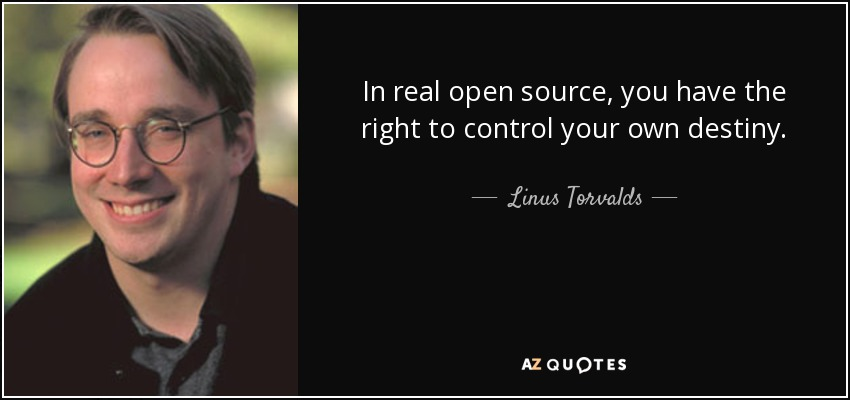 In real open source, you have the
right to control your own destiny.
— Linus Torvalds —
AZ QUOTES